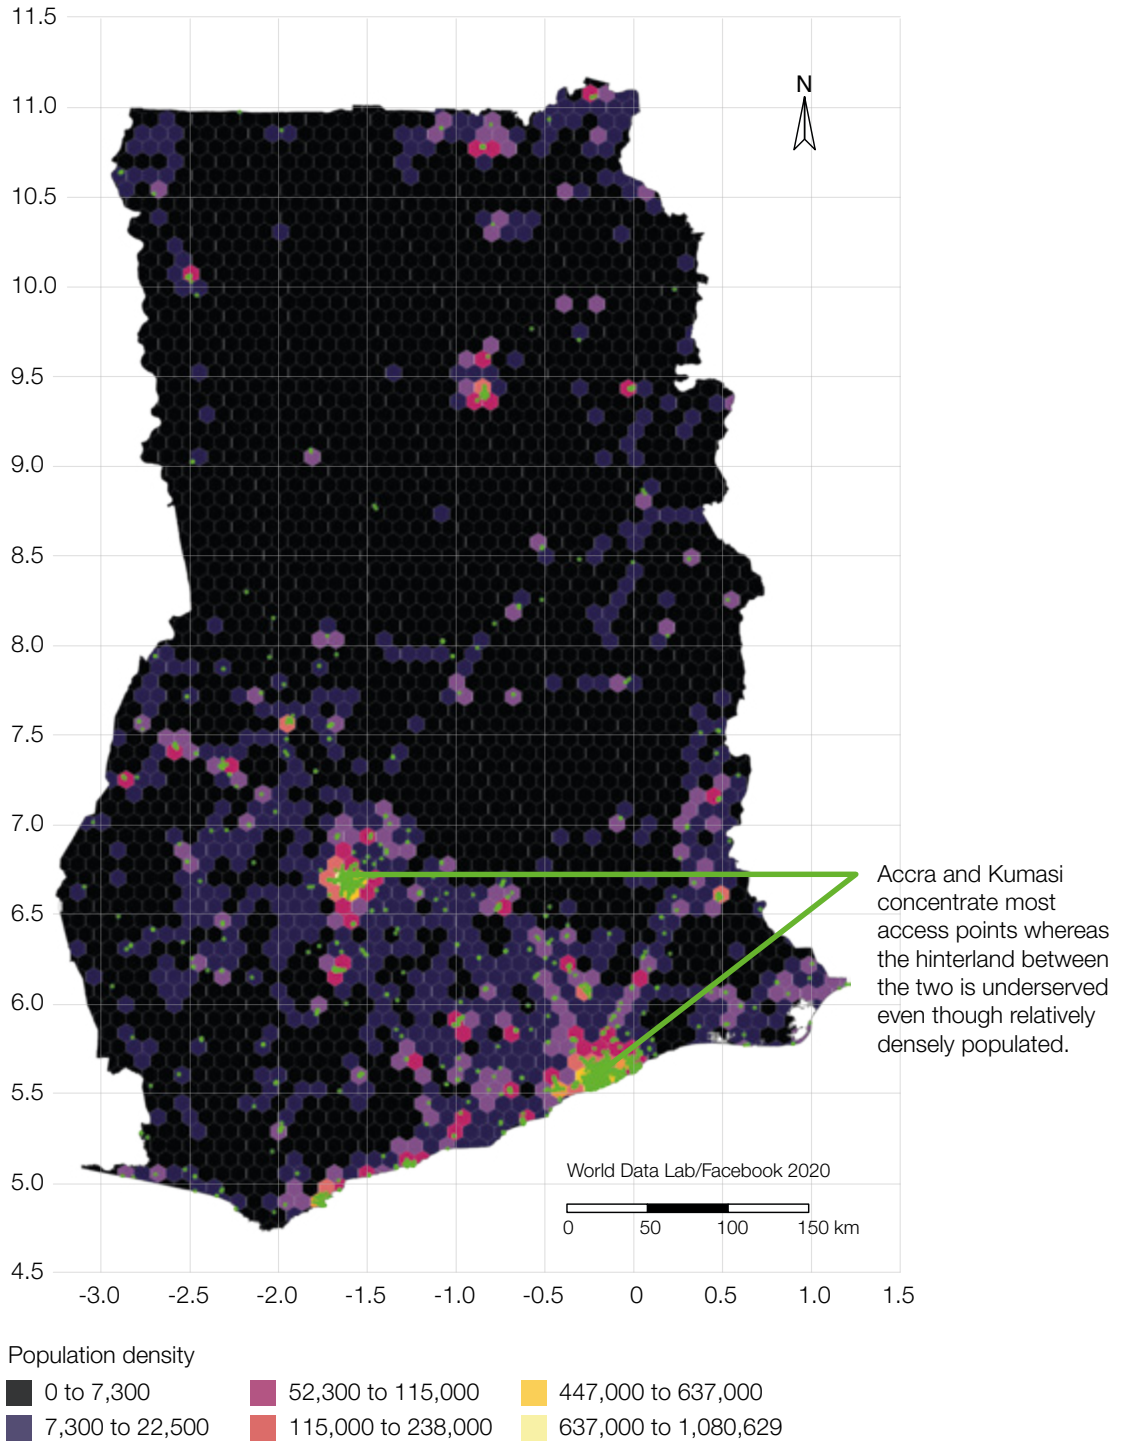 11.5
11.0
10.5
10.0
9.5
9.0
8.5
8.0
7.5
7.0
6.5
6.0
5.5
5.0
4.5
N
Accra and Kumasi
concentrate most
access points whereas
the hinterland between
the two is underserved
even though relatively
densely populated.
World Data Lab/Facebook 2020
0 50 100 150 km
-3.0 -2.5 -2.0 -1.5 -1.0 -0.5 0 0.5 1.0 1.5
Population density
0 to 7,300 52,300 to 115,000 447,000 to 637,000
7,300 to 22,500 115,000 to 238,000 637,000 to 1,080,629